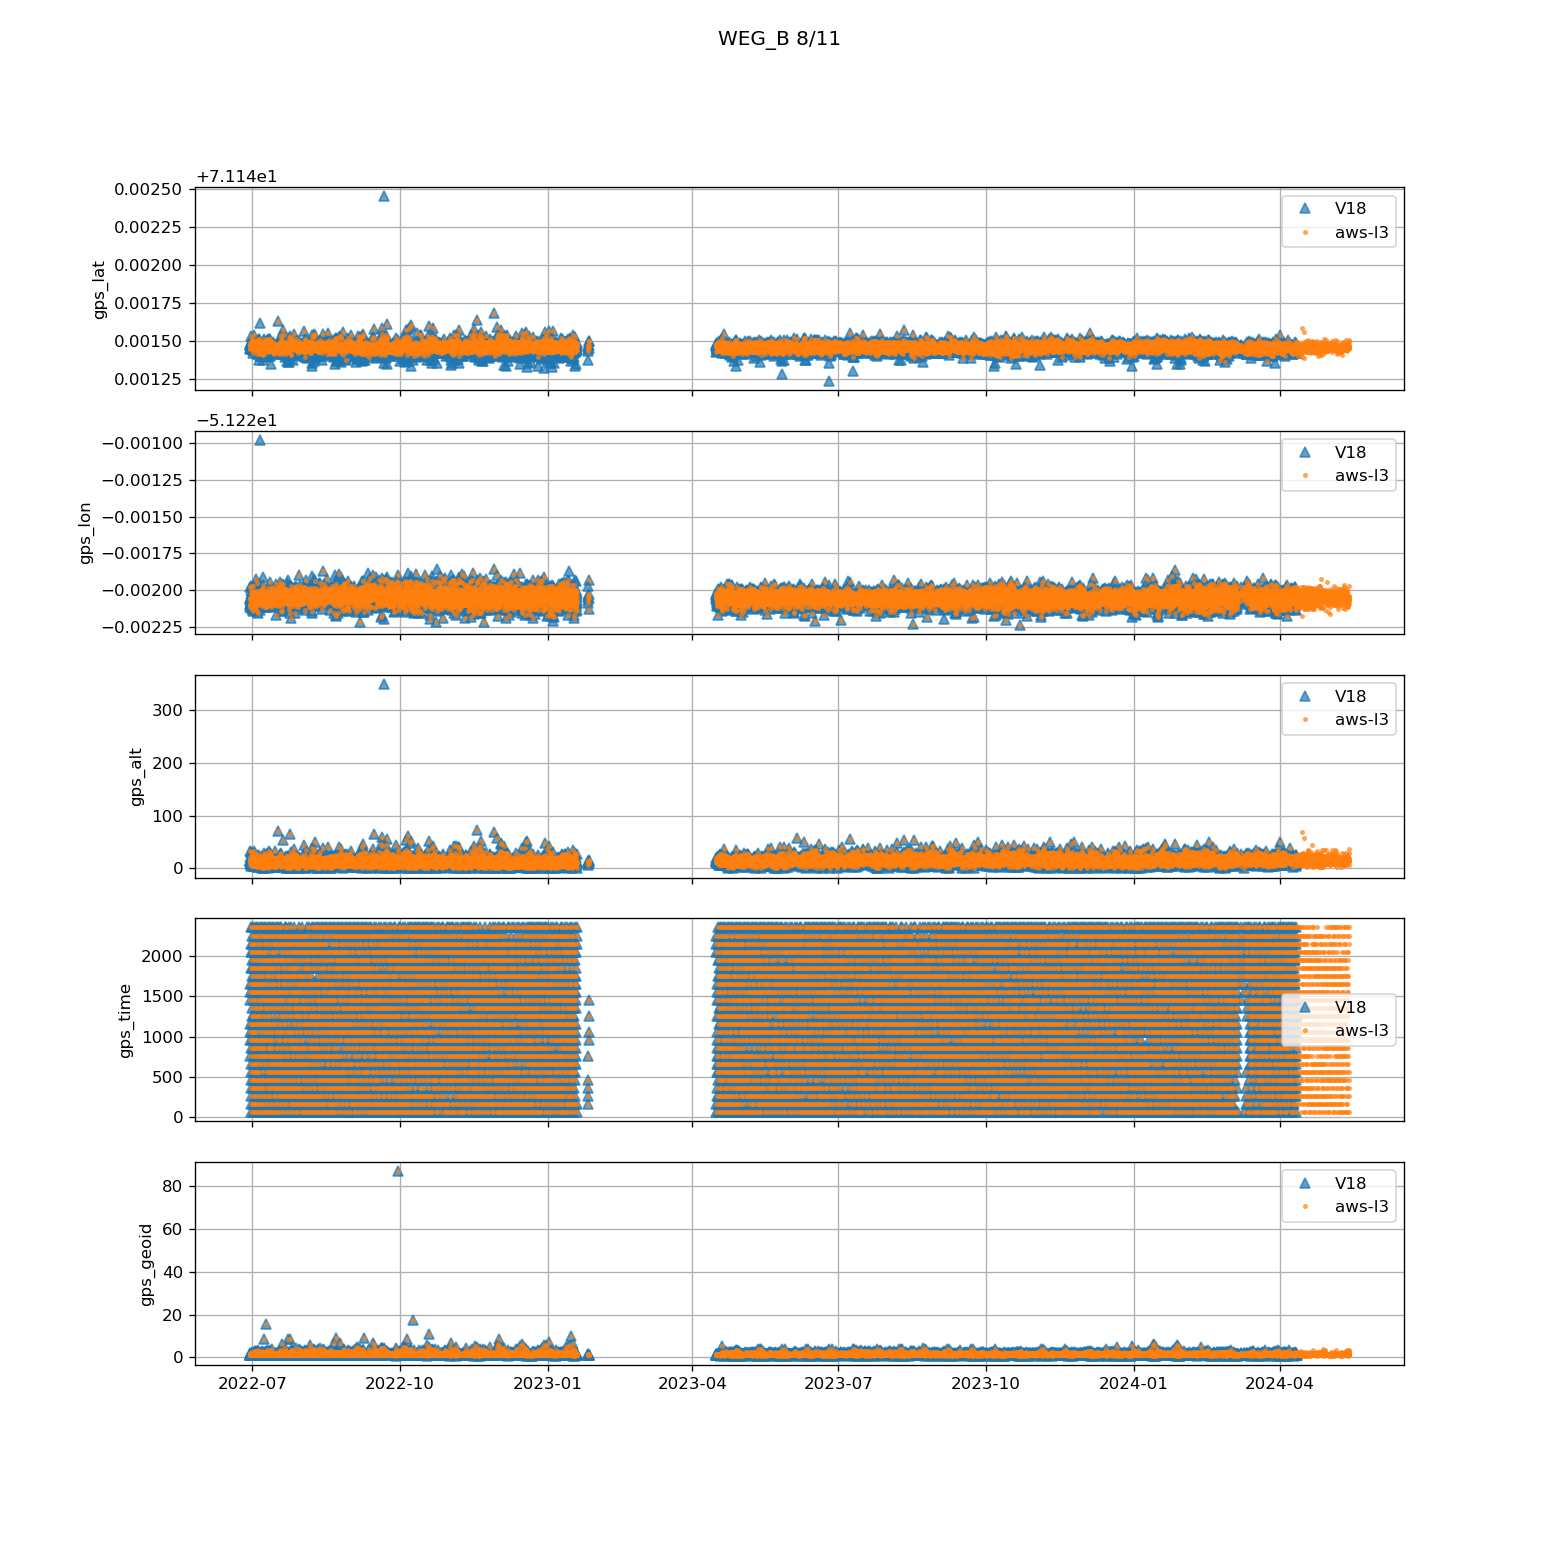 WEG_B 8/11
+7.114e1
0.00250
0.00225
0.00200
0.00175
0.00150
0.00125
gps_lat
V18
aws-l3
−5.122e1
−0.00100
−0.00125
−0.00150
−0.00175
−0.00200
−0.00225
gps_lon
V18
aws-l3
300
200
100
0
gps_alt
V18
aws-l3
2000
1500
1000
500
0
gps_time
V18
aws-l3
80
60
40
20
0
gps_geoid
V18
aws-l3
2022-07 2022-10 2023-01 2023-04 2023-07 2023-10 2024-01 2024-04